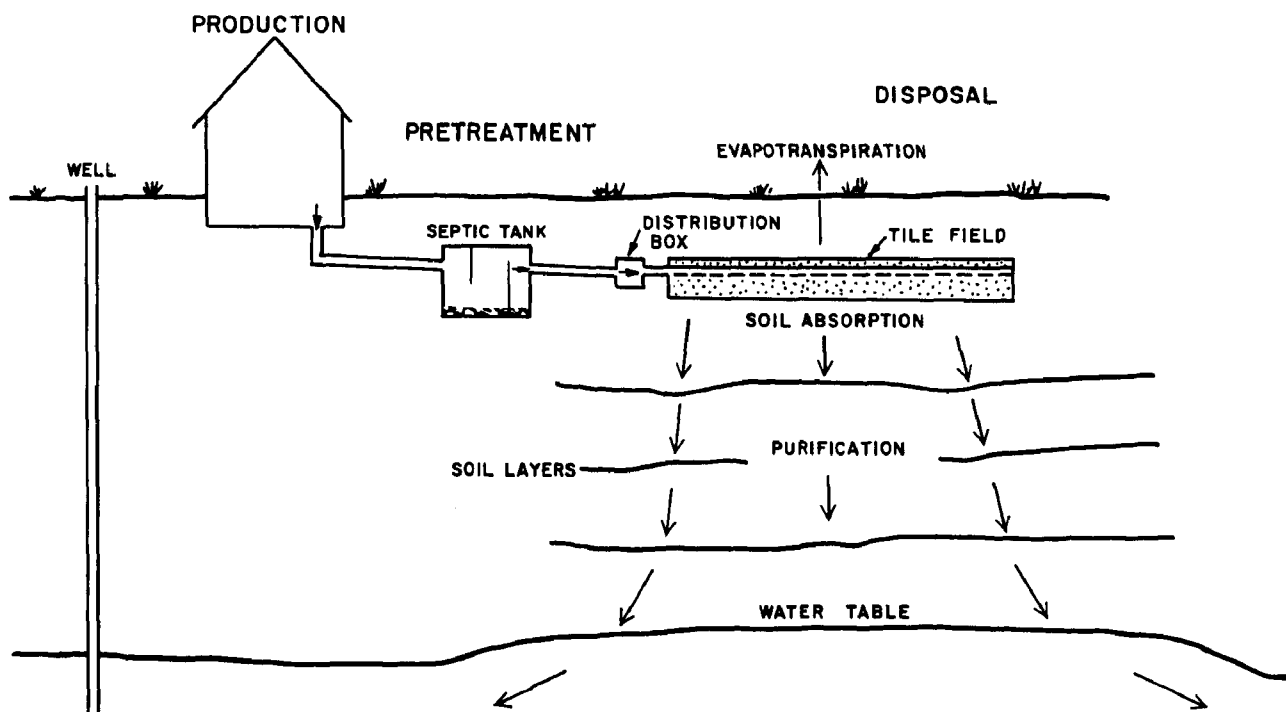 PRODUCTION
DISPOSAL
PRETREATMENT
EVAPOTRANSPIRATION
WELL
DISTRIBUTION
BOX
SEPTIC TANK
TILE FIELD
SOIL ABSORPTION
PURIFICATION
SOIL LAYERS
WATER TABLE